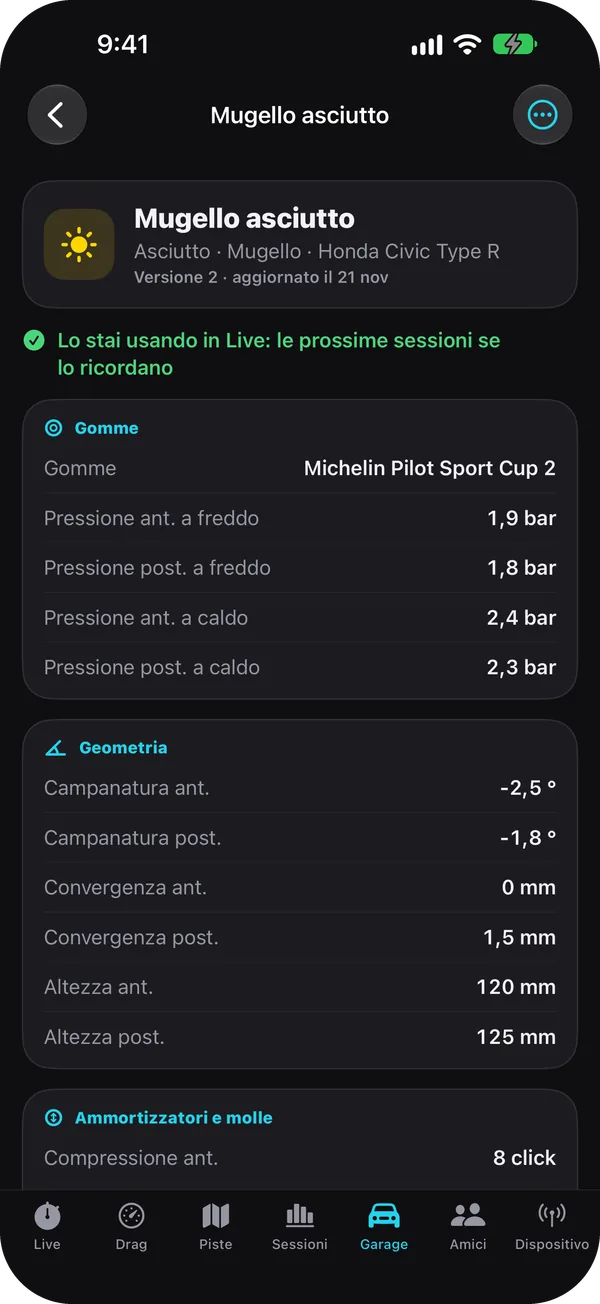 9:41
Mugello asciutto
Mugello asciutto
Asciutto · Mugello · Honda Civic Type R
Versione 2 · aggiornato il 21 nov
Lo stai usando in Live: le prossime sessioni se
lo ricordano
Gomme
Gomme Michelin Pilot Sport Cup 2
Pressione ant. a freddo 1,9 bar
Pressione post. a freddo 1,8 bar
Pressione ant. a caldo 2,4 bar
Pressione post. a caldo 2,3 bar
Geometria
Campanatura ant. -2,5 °
Campanatura post. -1,8 °
Convergenza ant. 0 mm
Convergenza post. 1,5 mm
Altezza ant. 120 mm
Altezza post. 125 mm
Ammortizzatori e molle
Compressione ant. 8 click
Live Drag Piste Sessioni Garage Amici Dispositivo